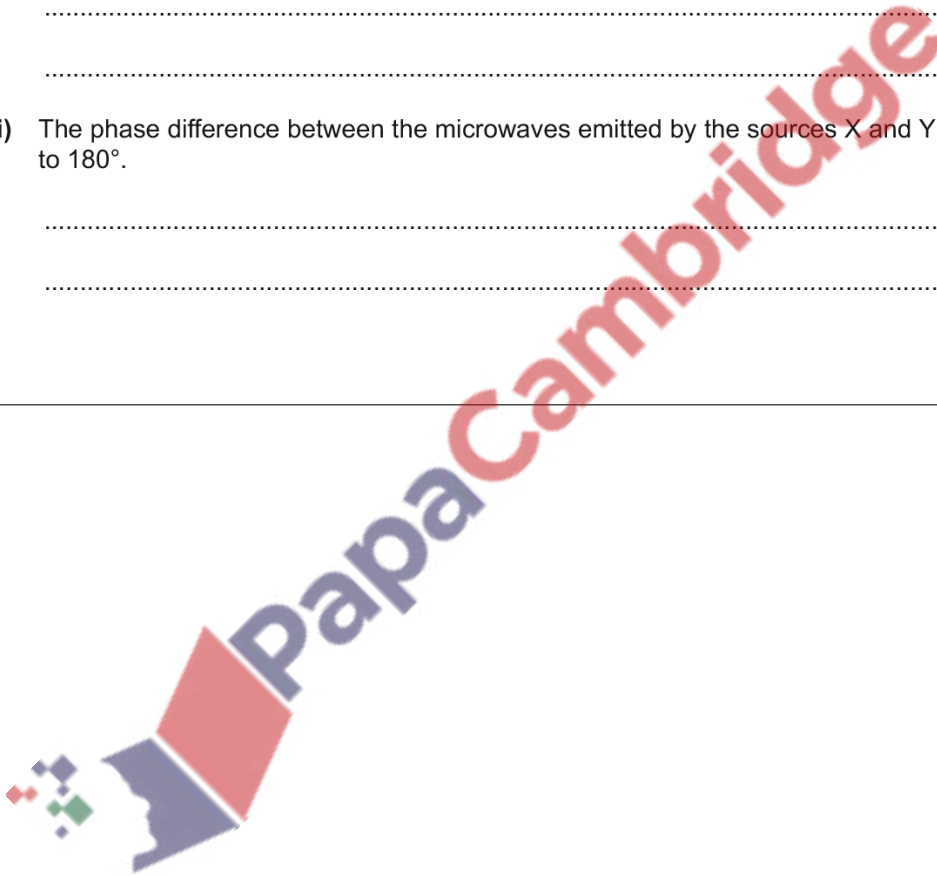 i) The phase difference between the microwaves emitted by the sources X and Y
to 180°.
PapaCambridge